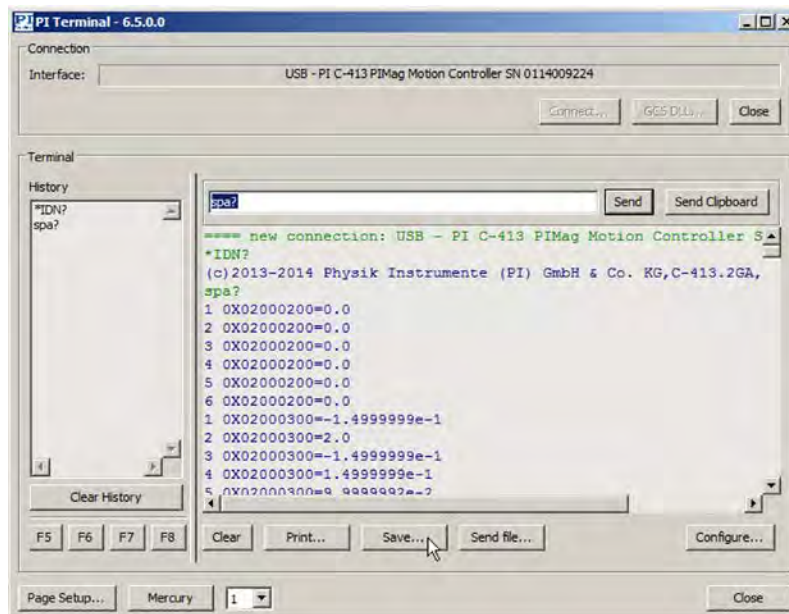 PI Terminal - 6.5.0.0
Connection
Interface: USB - PI C-413 PIMag Motion Controller SN 0114009224
Connect... GCS DLL... Close
Terminal
History
*IDN?
spa?
Clear History
F5 F6 F7 F8
spa? Send Send Clipboard
==== new connection: USB - PI C-413 PIMag Motion Controller S
*IDN?
(c)2013-2014 Physik Instrumente (PI) GmbH & Co. KG,C-413.2GA,
spa?
1 0X02000200=0.0
2 0X02000200=0.0
3 0X02000200=0.0
4 0X02000200=0.0
5 0X02000200=0.0
6 0X02000200=0.0
1 0X02000300=-1.4999999e-1
2 0X02000300=2.0
3 0X02000300=-1.4999999e-1
4 0X02000300=1.4999999e-1
5 0X02000300=9.9999992e-2
Clear Print... Save... Send file... Configure...
Page Setup... Mercury 1 Close